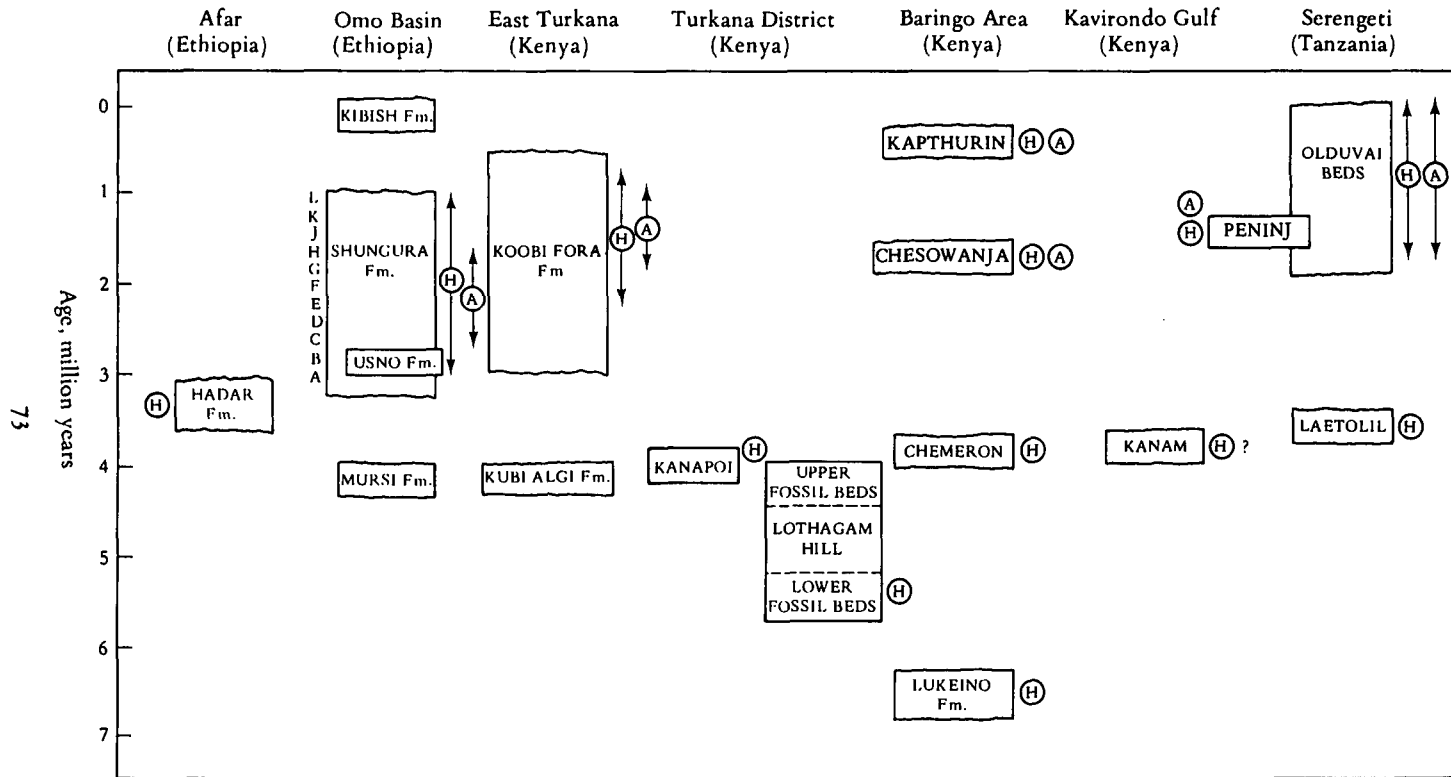 Afar
(Ethiopia)
Omo Basin
(Ethiopia)
East Turkana
(Kenya)
Turkana District
(Kenya)
Baringo Area
(Kenya)
Kavirondo Gulf
(Kenya)
Serengeti
(Tanzania)
Age, million years
0
1
2
3
4
5
6
7
73
H
HADAR
Fm.
KIBISH Fm.
L
K
J
H
G
F
E
D
C
B
A
SHUNGURA
Fm.
USNO Fm.
H
A
MURSI Fm.
KOOBI FORA
Fm
H
A
KUBI ALGI Fm.
KANAPOI
H
UPPER
FOSSIL BEDS
LOTHAGAM
HILL
LOWER
FOSSIL BEDS
H
KAPTHURIN H A
CHESOWANJA H A
CHEMERON H
LUKEINO
Fm.
H
A
H
PENINJ
KANAM H ?
OLDUVAI
BEDS
H
A
LAETOLIL H